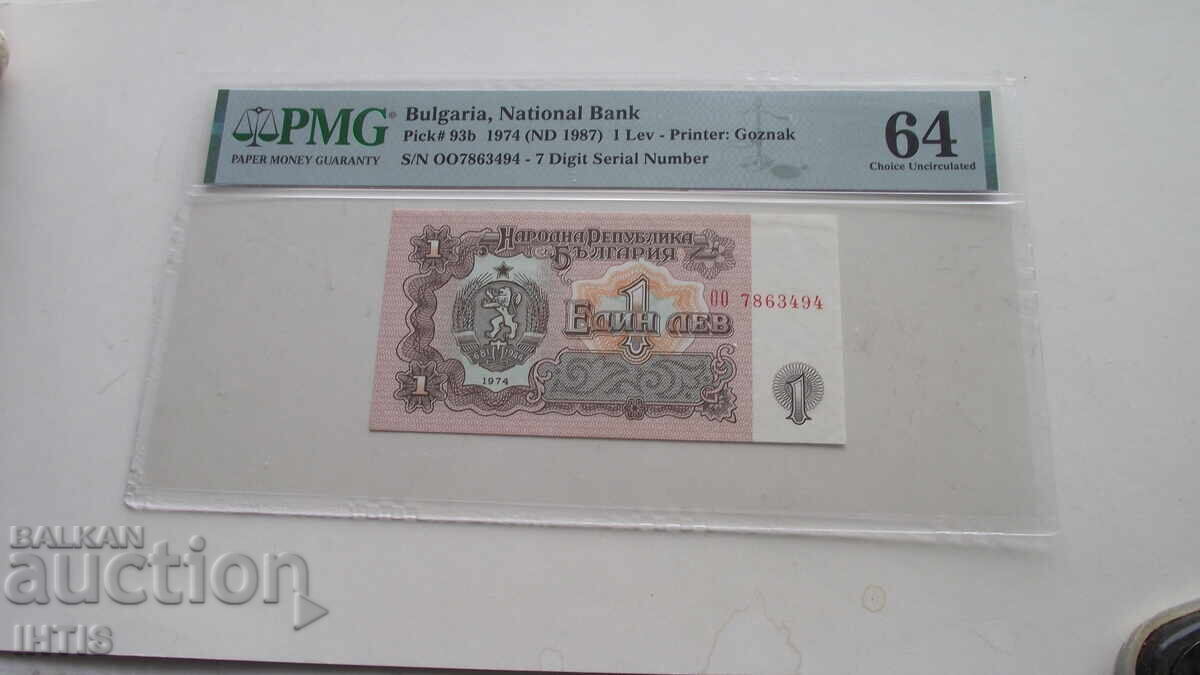 PMG
PAPER MONEY GUARANTY
Bulgaria, National Bank
Pick# 93b 1974 (ND 1987) 1 Lev - Printer: Goznak
S/N OO7863494 - 7 Digit Serial Number
64
Choice Uncirculated
1
НАРОДНА РЕПУБЛИКА
БЪЛГАРИЯ
1
ОО 7863494
ЕДИН ЛЕВ
1974
1
1
BALKAN
auction
IHTIS